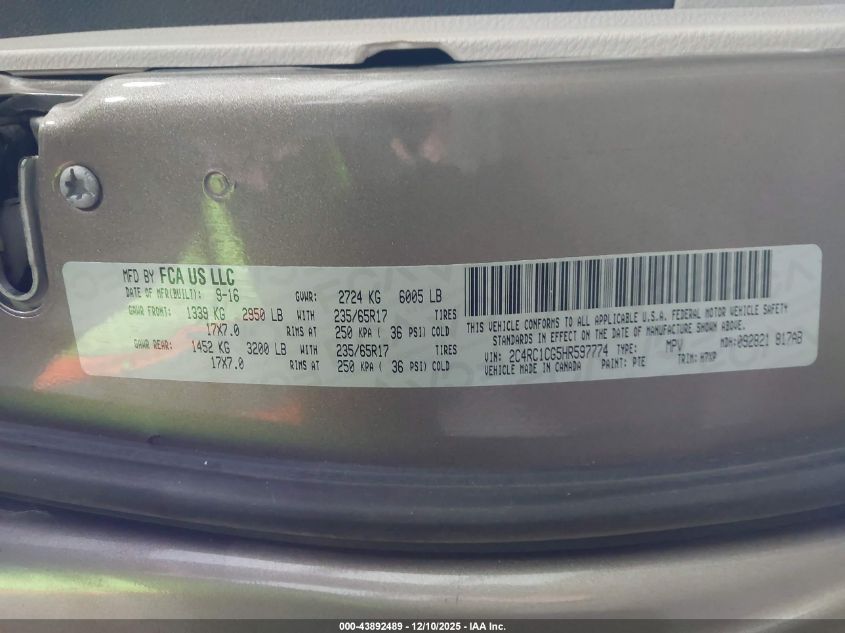 MFD BY FCA US LLC
DATE OF MFR(BUILT): 9-16 GVWR: 2724 KG 6005 LB
GAWR FRONT: 1339 KG 2950 LB WITH 235/65R17 TIRES
17X7.0 RIMS AT 250 KPA ( 36 PSI) COLD
GAWR REAR: 1452 KG 3200 LB WITH 235/65R17 TIRES
17X7.0 RIMS AT 250 KPA ( 36 PSI) COLD
THIS VEHICLE CONFORMS TO ALL APPLICABLE U.S.A. FEDERAL MOTOR VEHICLE SAFETY
STANDARDS IN EFFECT ON THE DATE OF MANUFACTURE SHOWN ABOVE.
VIN: 2C4RC1CG5HR597774 TYPE: MPV MDH:092821 917AB
VEHICLE MADE IN CANADA PAINT: PTE TRIM: H7XP
000-43892489 - 12/10/2025 - IAA Inc.